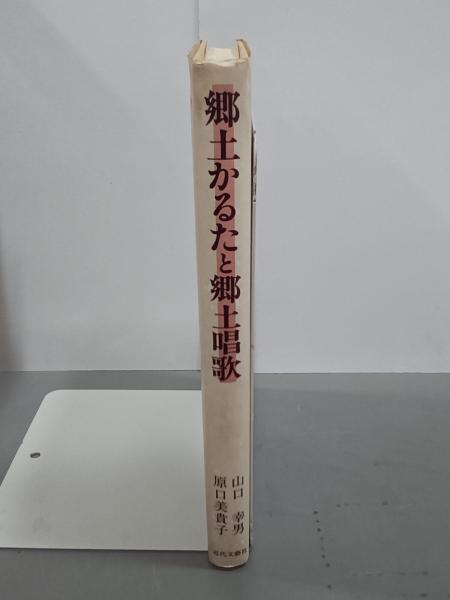 郷土かるたと郷土唱歌
山口 幸男
原口美貴子
近代文藝社